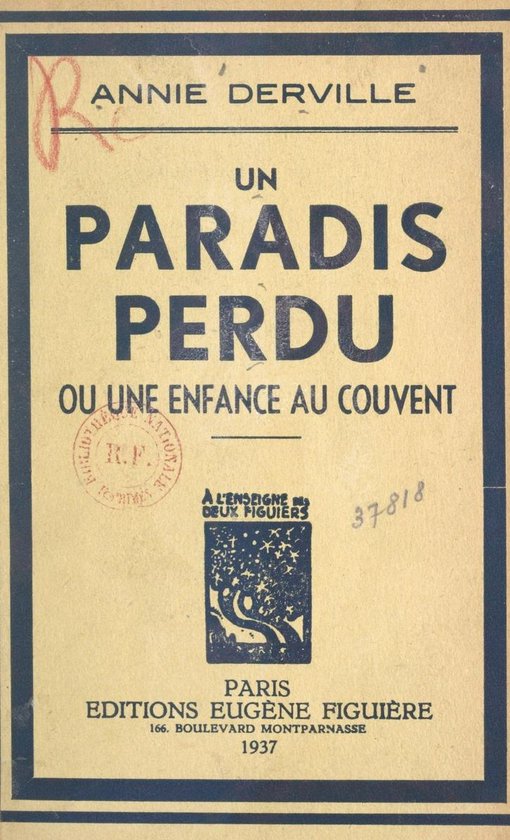 ANNIE DERVILLE
UN
PARADIS
PERDU
OU UNE ENFANCE AU COUVENT
BIBLIOTHÈQUE NATIONALE
R.F.
A L'ENSEIGNE DES
DEUX FIGUIERS
37818
PARIS
EDITIONS EUGÈNE FIGUIÈRE
166. BOULEVARD MONTPARNASSE
1937